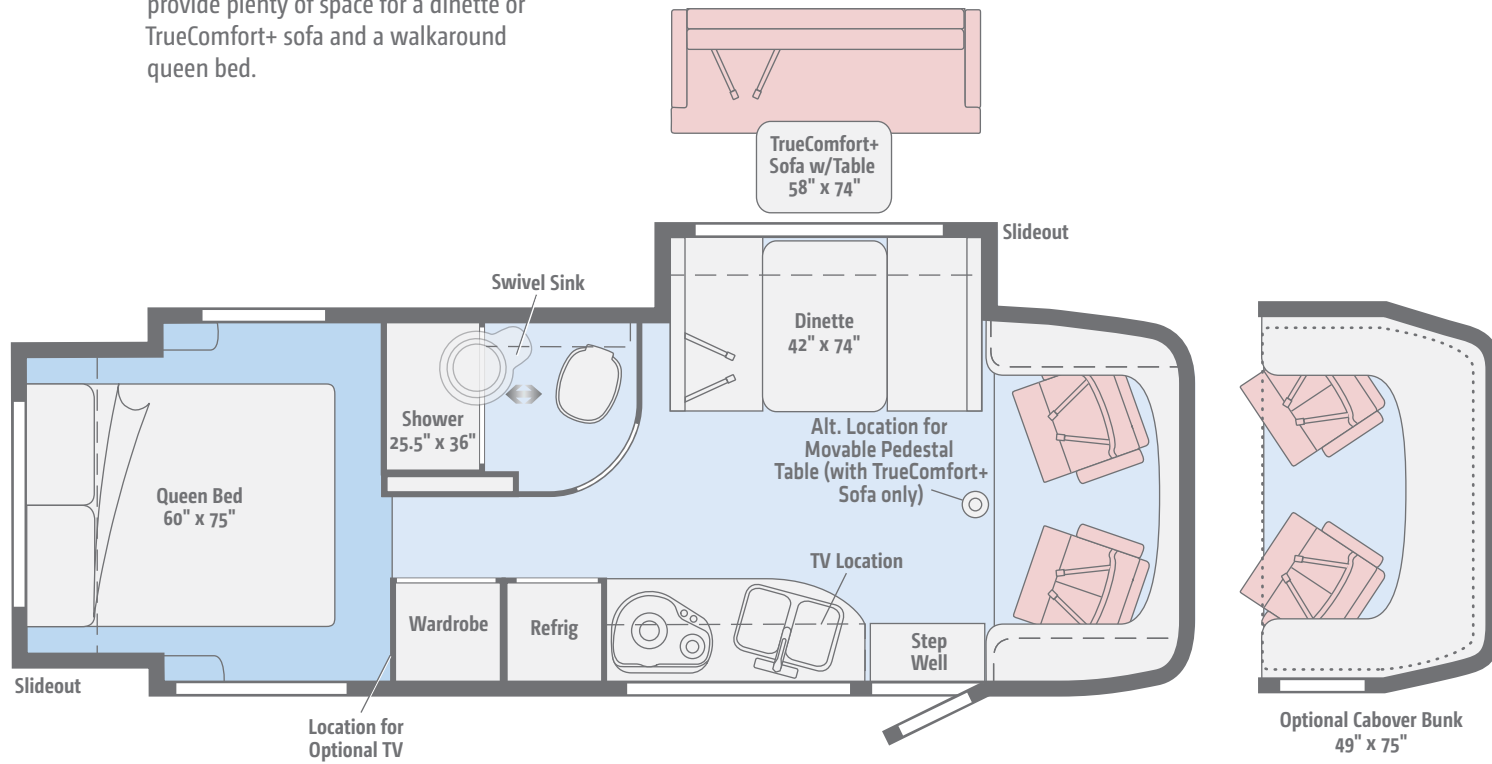 provide plenty of space for a dinette or
TrueComfort+ sofa and a walkaround
queen bed.
TrueComfort+
Sofa w/Table
58" x 74"
Slideout
Swivel Sink
Dinette
42" x 74"
Shower
25.5" x 36"
Alt. Location for
Movable Pedestal
Table (with TrueComfort+
Sofa only)
Queen Bed
60" x 75"
TV Location
Wardrobe
Refrig
Step
Well
Slideout
Location for
Optional TV
Optional Cabover Bunk
49" x 75"